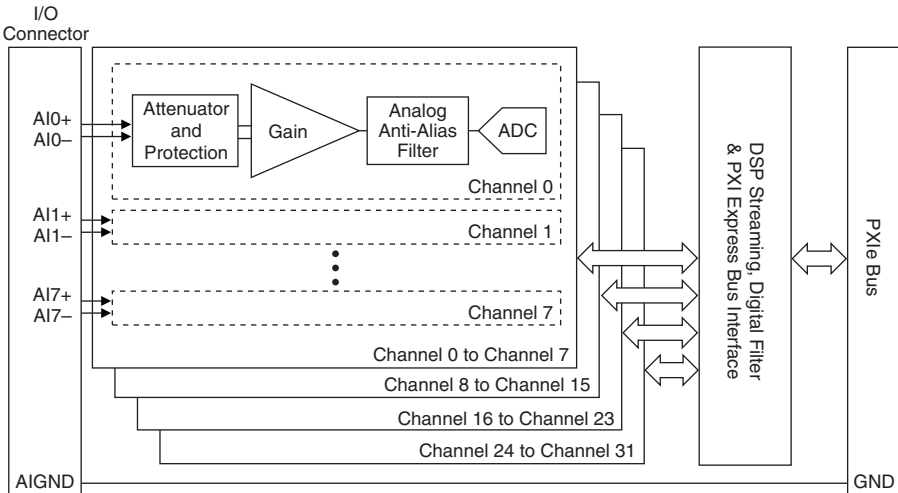 I/O
Connector
AI0+
AI0–
Attenuator
and
Protection
Gain
Analog
Anti-Alias
Filter
ADC
Channel 0
AI1+
AI1–
Channel 1
AI7+
AI7–
Channel 7
Channel 0 to Channel 7
Channel 8 to Channel 15
Channel 16 to Channel 23
Channel 24 to Channel 31
DSP Streaming, Digital Filter
& PXI Express Bus Interface
PXIe Bus
AIGND
GND